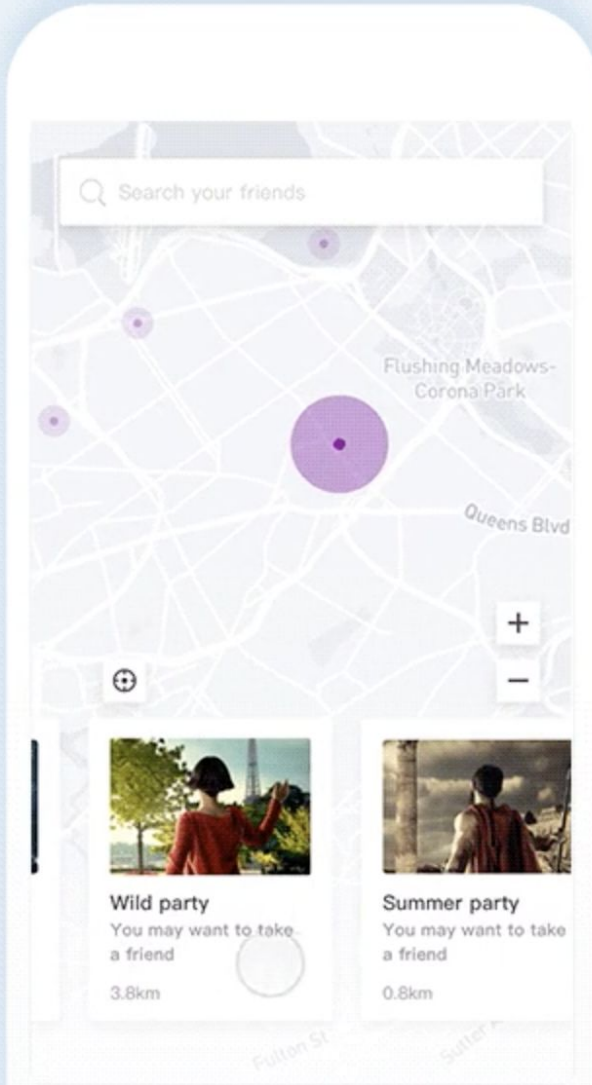 Search your friends
Flushing Meadows-
Corona Park
Queens Blvd
+
−
Wild party
You may want to take
a friend
3.8km
Summer party
You may want to take
a friend
0.8km
Fulton St